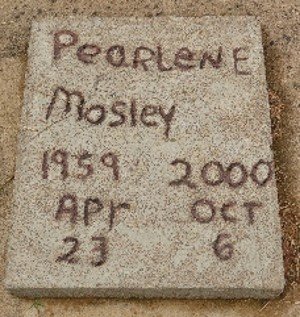 PearLENE
Mosley
1959 2000
APr OCT
23 6